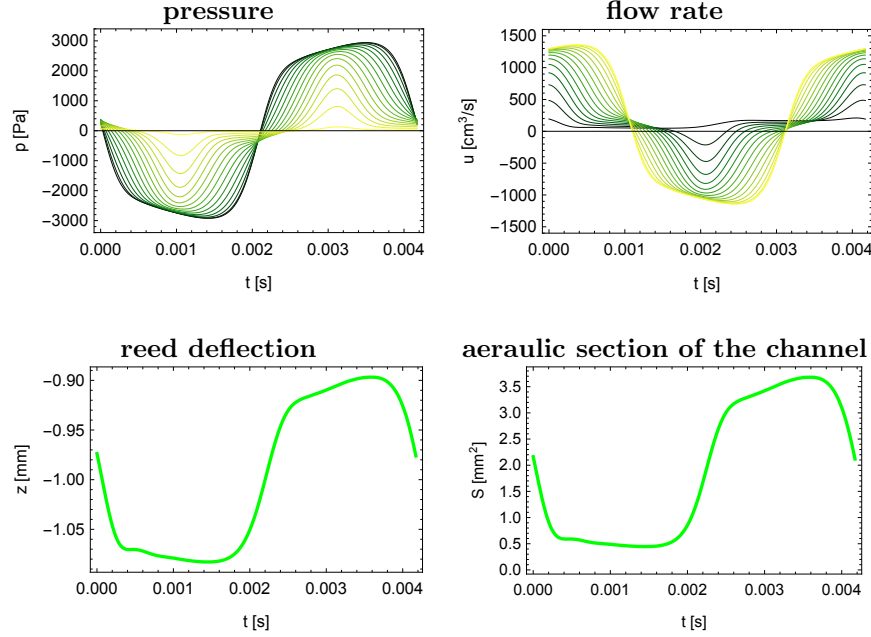 pressure
3000
2000
1000
0
−1000
−2000
−3000
p [Pa]
0.000 0.001 0.002 0.003 0.004
t [s]
flow rate
1500
1000
500
0
−500
−1000
−1500
u [cm³/s]
0.000 0.001 0.002 0.003 0.004
t [s]
reed deflection
−0.90
−0.95
−1.00
−1.05
z [mm]
0.000 0.001 0.002 0.003 0.004
t [s]
aeraulic section of the channel
3.5
3.0
2.5
2.0
1.5
1.0
0.5
0.0
S [mm²]
0.000 0.001 0.002 0.003 0.004
t [s]